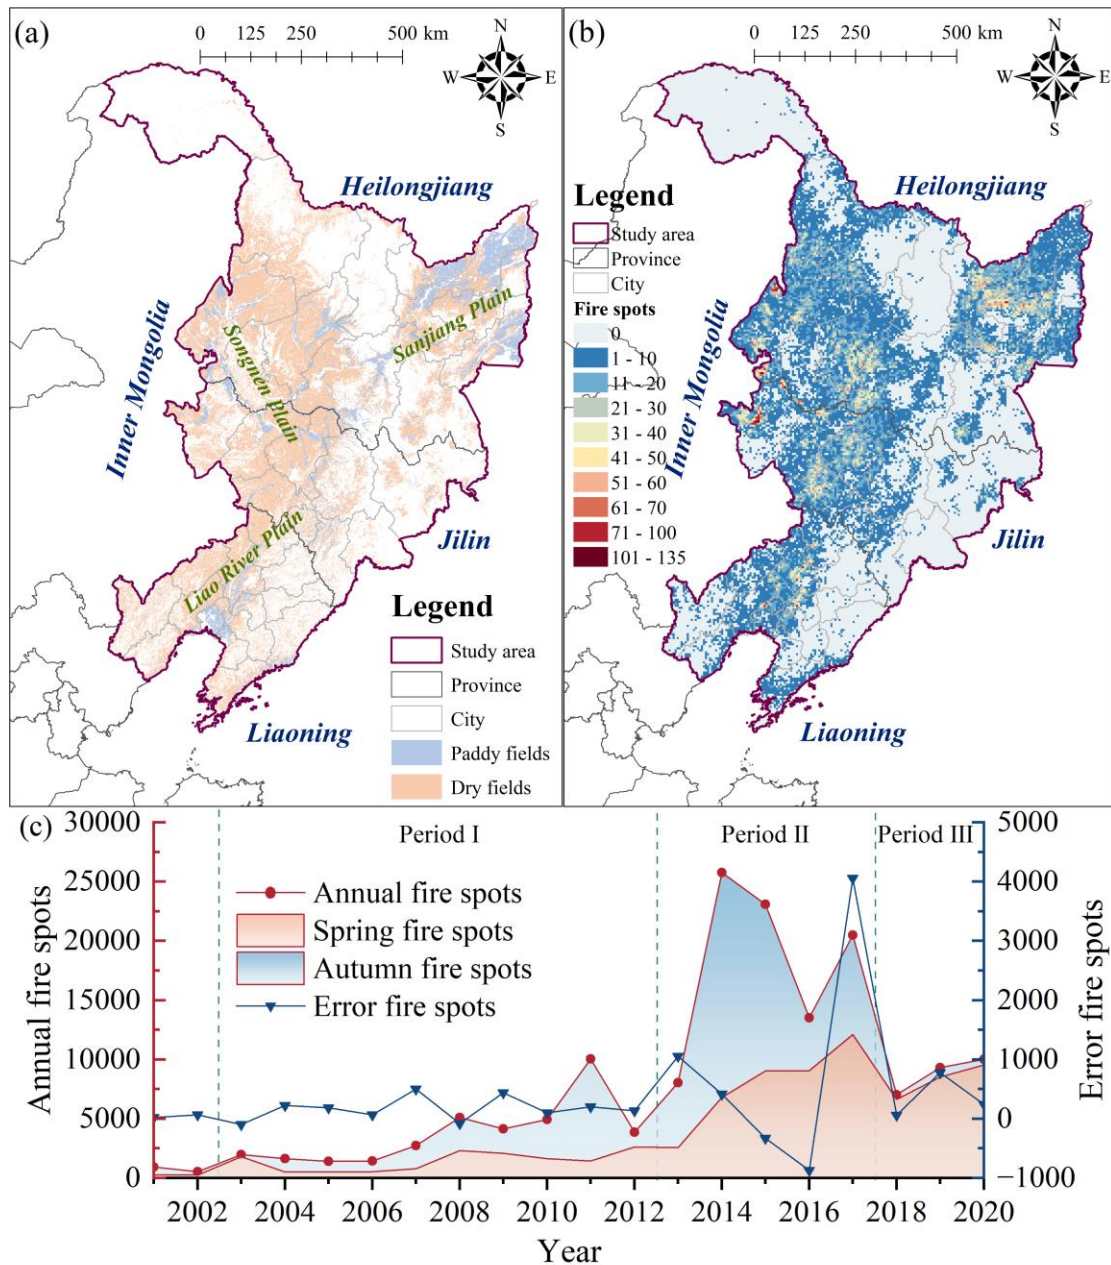 (a)
0 125 250 500 km
N
W E
S
Heilongjiang
Inner Mongolia
Songnen Plain
Sanjiang Plain
Liao River Plain
Jilin
Liaoning
Legend
Study area
Province
City
Paddy fields
Dry fields
(b)
0 125 250 500 km
N
W E
S
Heilongjiang
Inner Mongolia
Jilin
Liaoning
Legend
Study area
Province
City
Fire spots
0
1 - 10
11 - 20
21 - 30
31 - 40
41 - 50
51 - 60
61 - 70
71 - 100
101 - 135
(c)
Period I
Period II
Period III
Annual fire spots
Spring fire spots
Autumn fire spots
Error fire spots
Annual fire spots
30000
25000
20000
15000
10000
5000
0
Error fire spots
5000
4000
3000
2000
1000
0
−1000
2002 2004 2006 2008 2010 2012 2014 2016 2018 2020
Year